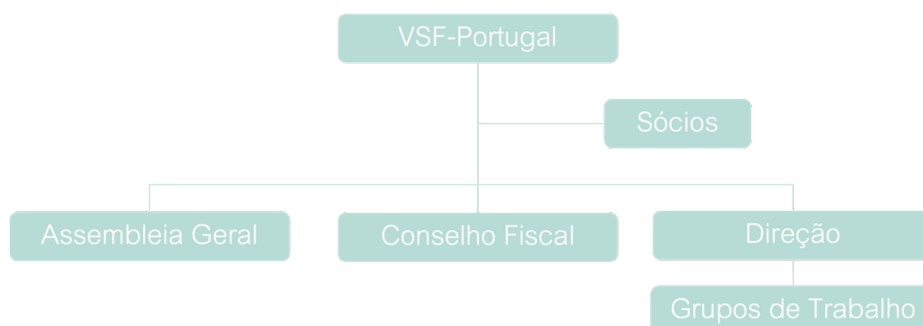 VSF-Portugal
Sócios
Assembleia Geral
Conselho Fiscal
Direção
Grupos de Trabalho